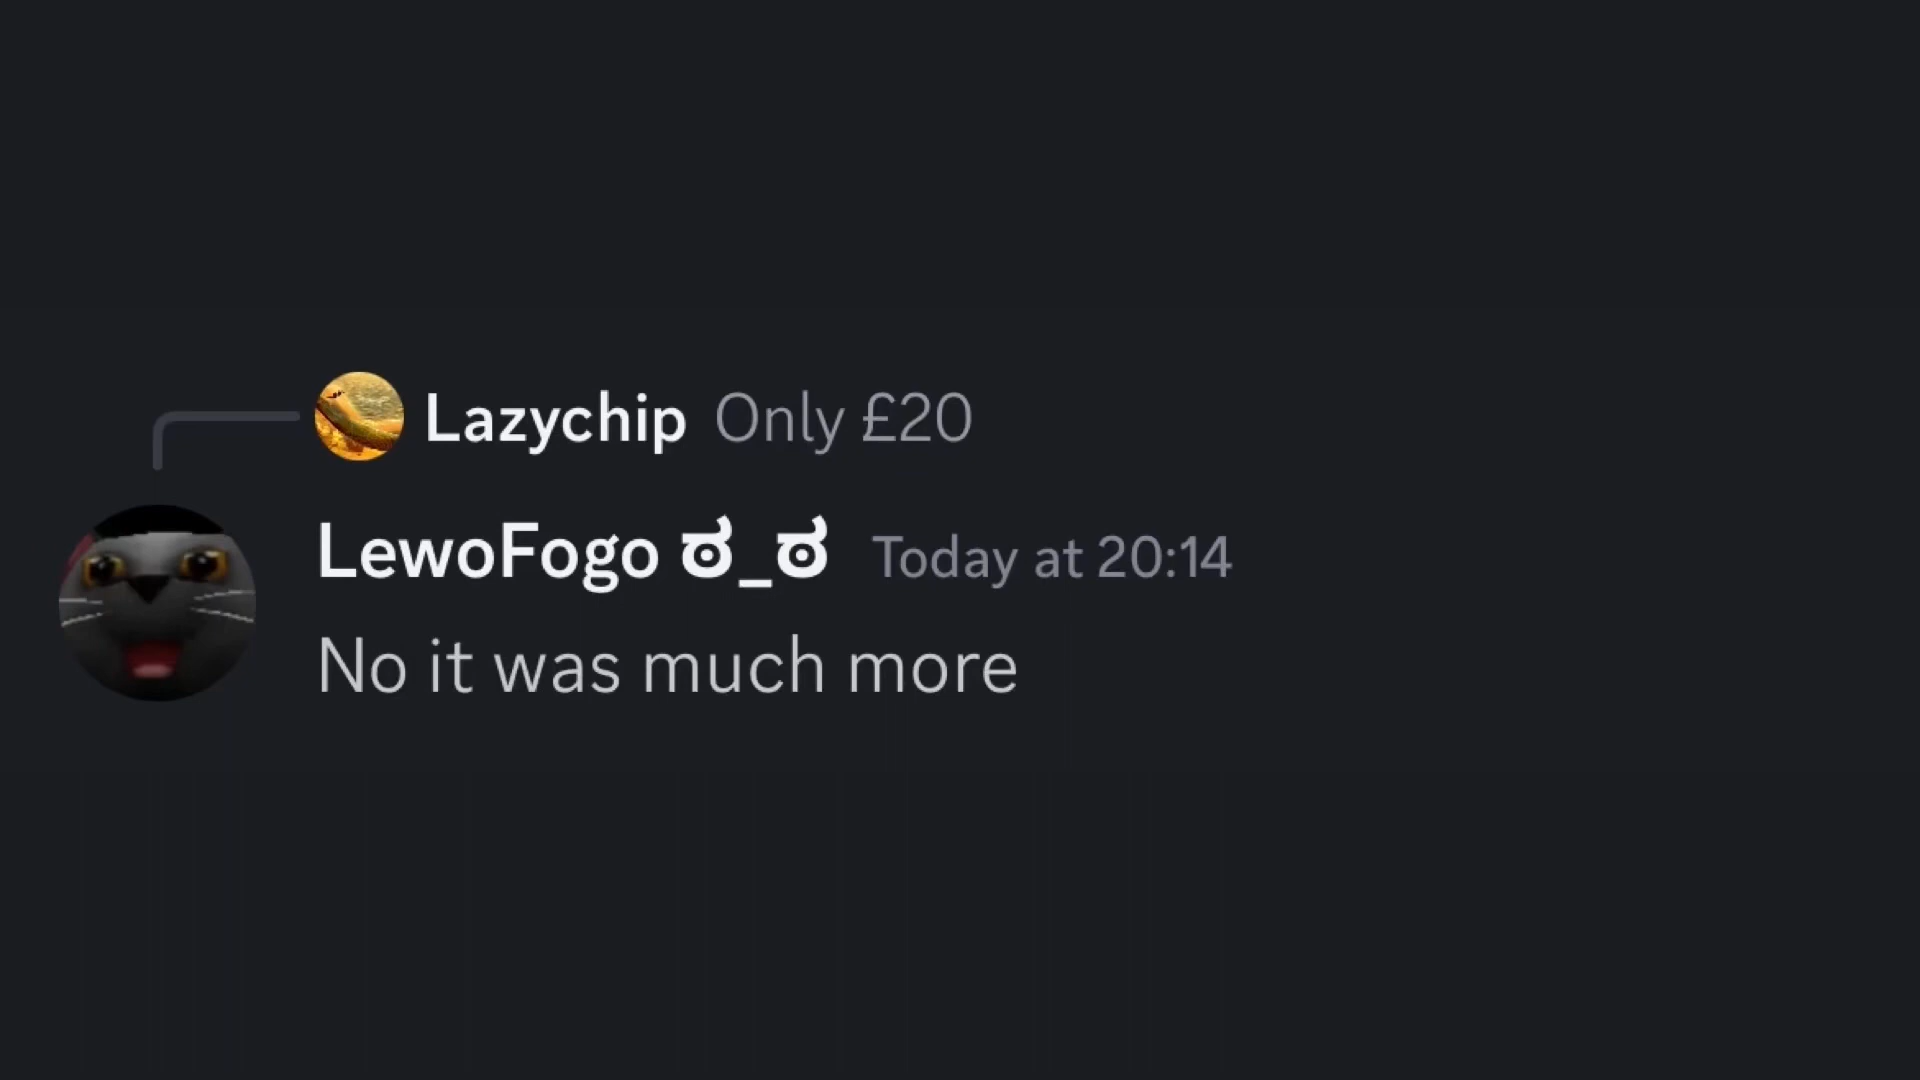 Lazychip Only £20
LewoFogo ಠ_ಠ Today at 20:14
No it was much more